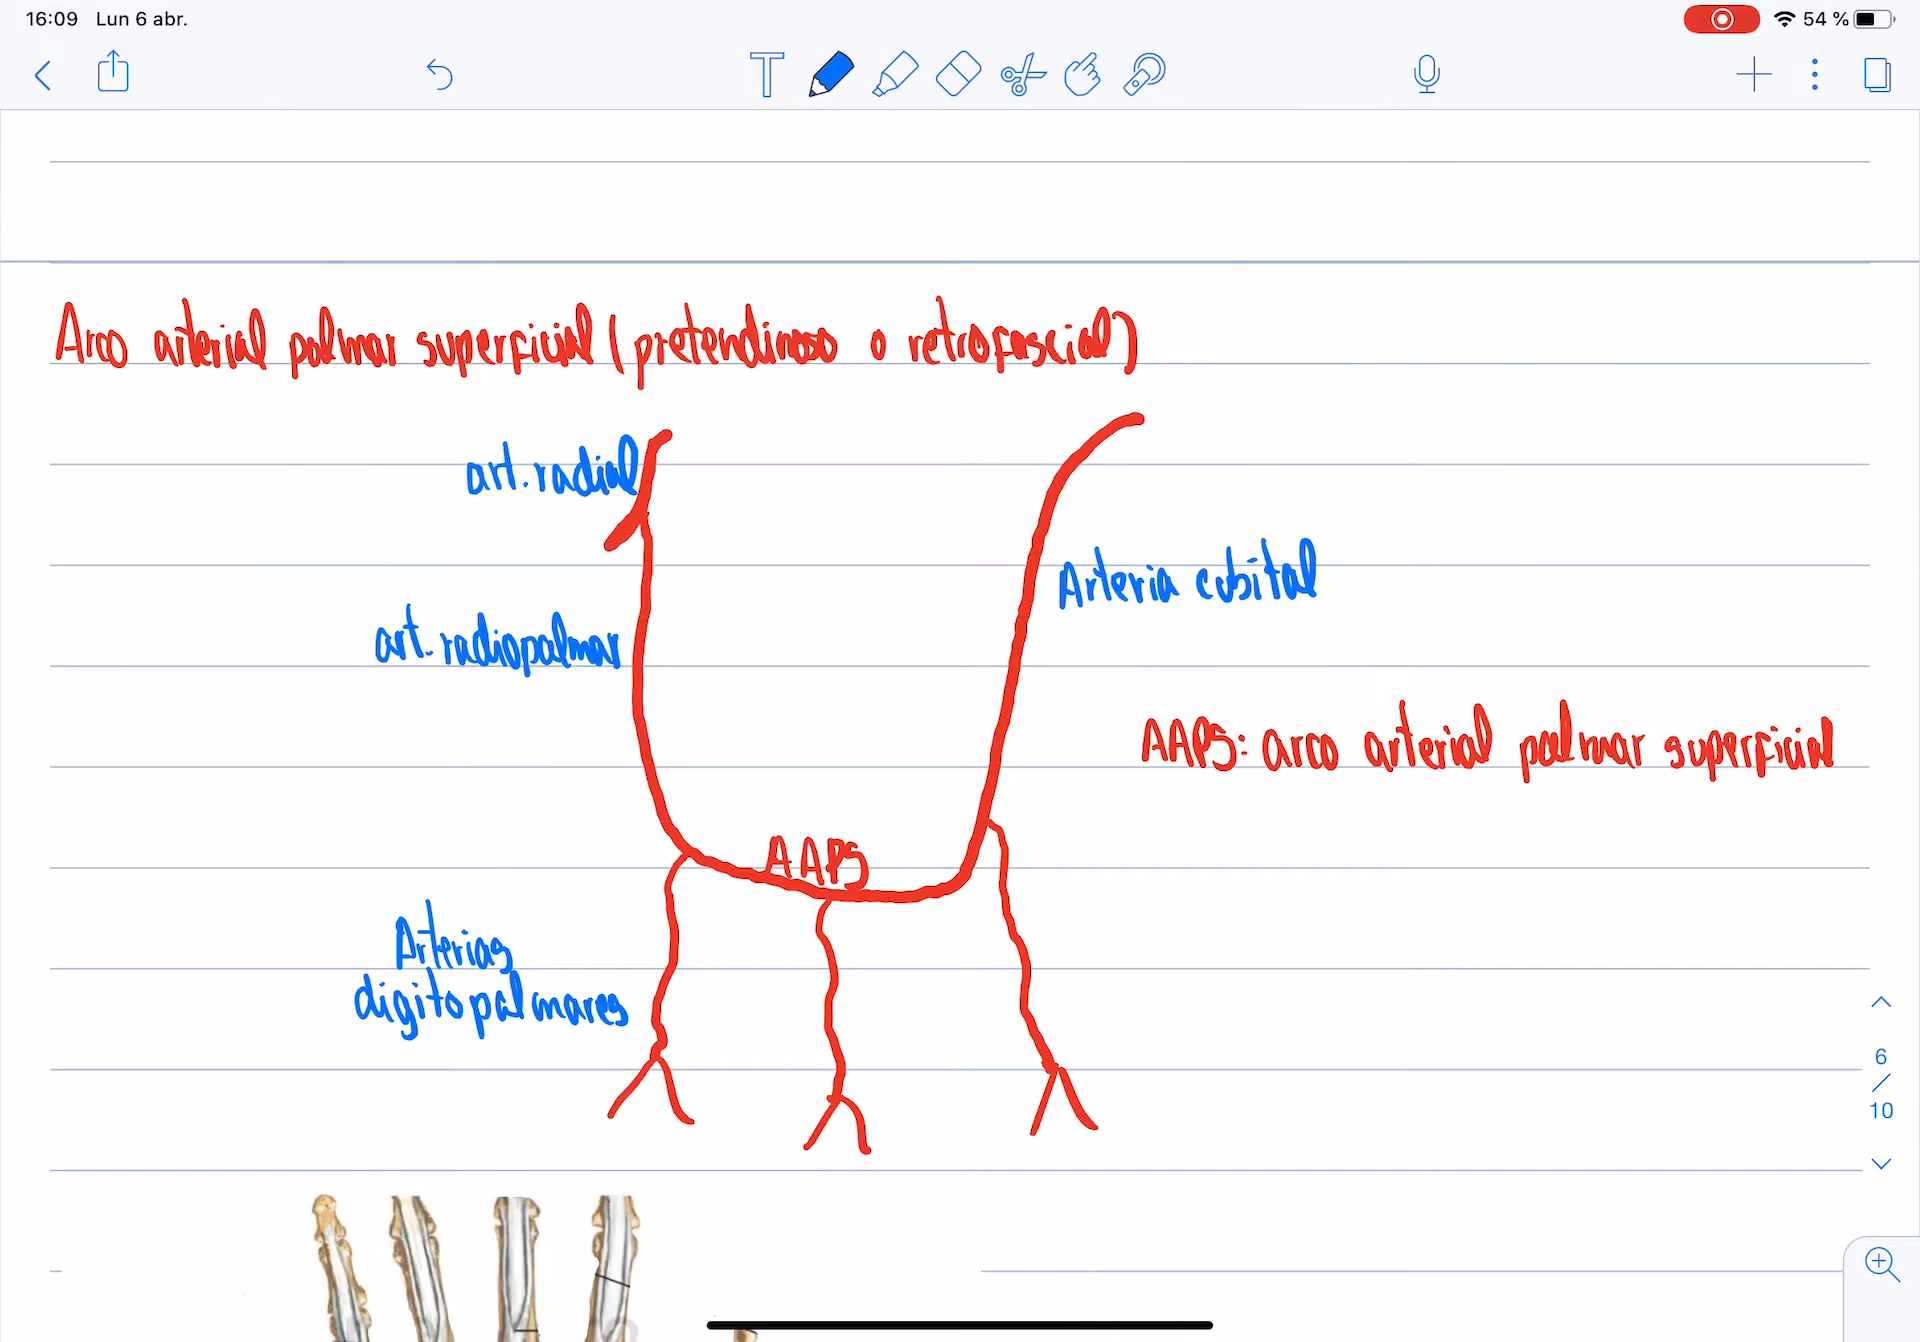 16:09 Lun 6 abr. 54 %
T
Arco arterial palmar superficial (pretendinoso o retrofascial)
art. radial
Arteria cubital
art. radiopalmar
AAPS: arco arterial palmar superficial
AAPS
Arterias
digitopalmares
6
/
10